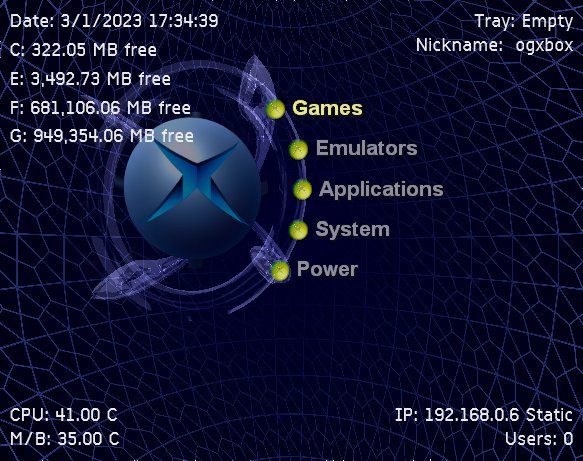 Date: 3/1/2023 17:34:39
Tray: Empty
C: 322.05 MB free
Nickname: ogxbox
E: 3,492.73 MB free
F: 681,106.06 MB free
G: 949,354.06 MB free
Games
Emulators
Applications
System
Power
CPU: 41.00 C
IP: 192.168.0.6 Static
M/B: 35.00 C
Users: 0